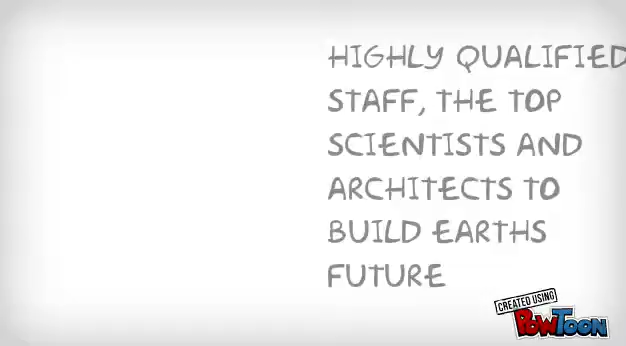 HIGHLY QUALIFIED
STAFF, THE TOP
SCIENTISTS AND
ARCHITECTS TO
BUILD EARTHS
FUTURE
CREATED USING
POWTOON